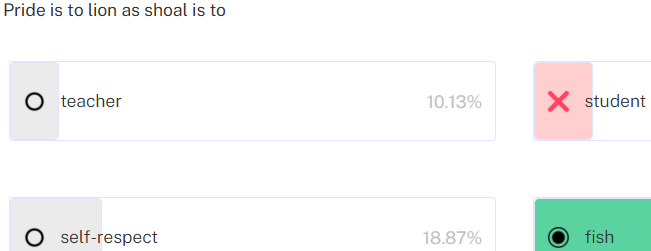 Pride is to lion as shoal is to
teacher 10.13%
student
self-respect 18.87%
fish